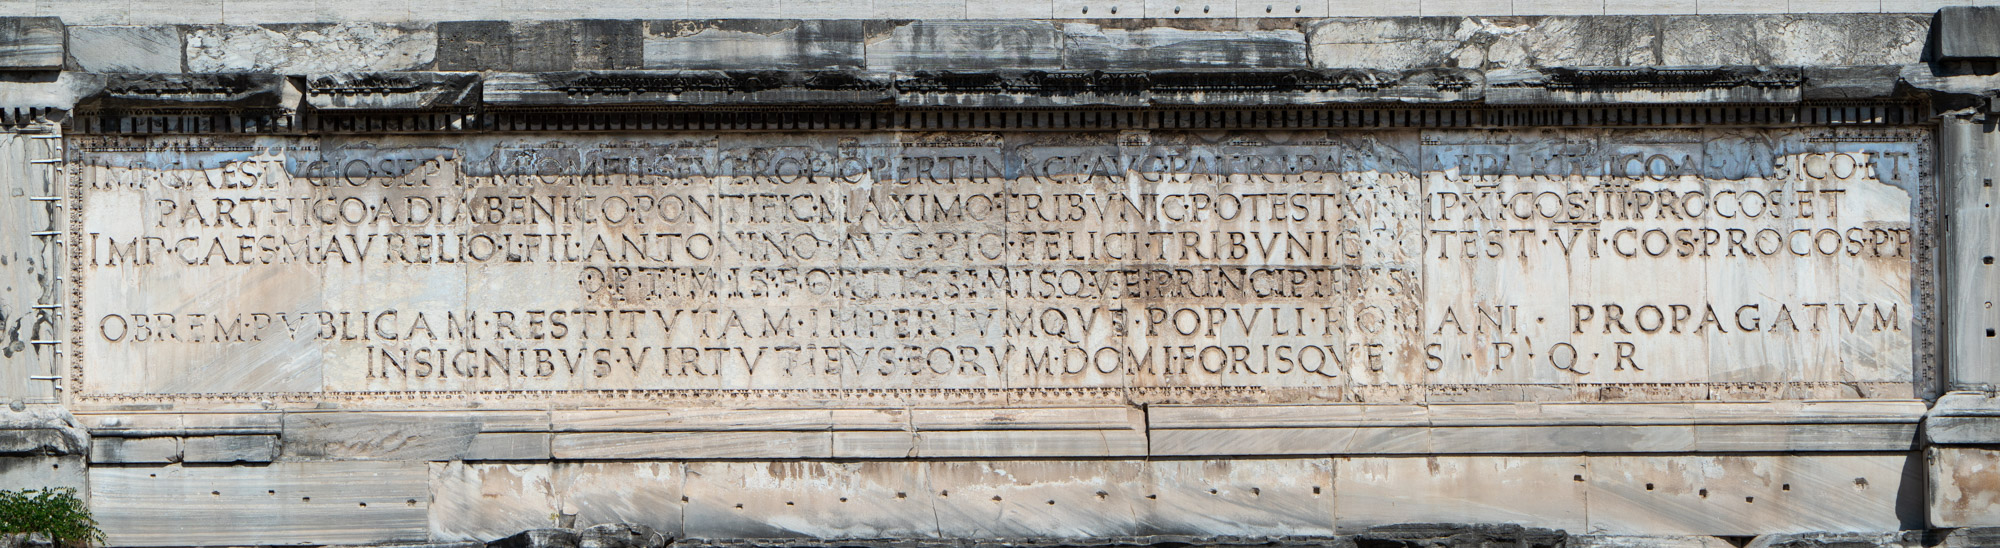 IMP·CAES·LVCIO·SEPTIMIO·M·FIL·SEVERO·PIO·PERTINACI·AVG·PATRI·PATRIAE·PARTHICO·ARABICO·ET
PARTHICO·ADIABENICO·PONTIFIC·MAXIMO·TRIBVNIC·POTEST·XI·IMP·XI·COS·III·PROCOS·ET
IMP·CAES·M·AVRELIO·L·FIL·ANTONINO·AVG·PIO·FELICI·TRIBVNIC·POTEST·VI·COS·PROCOS·P·P
OPTIMIS·FORTISSIMISQVE·PRINCIPIBVS
OB·REM·PVBLICAM·RESTITVTAM·IMPERIVMQVE·POPVLI·ROMANI·PROPAGATVM
INSIGNIBVS·VIRTVTIBVS·EORVM·DOMI·FORISQVE·S·P·Q·R